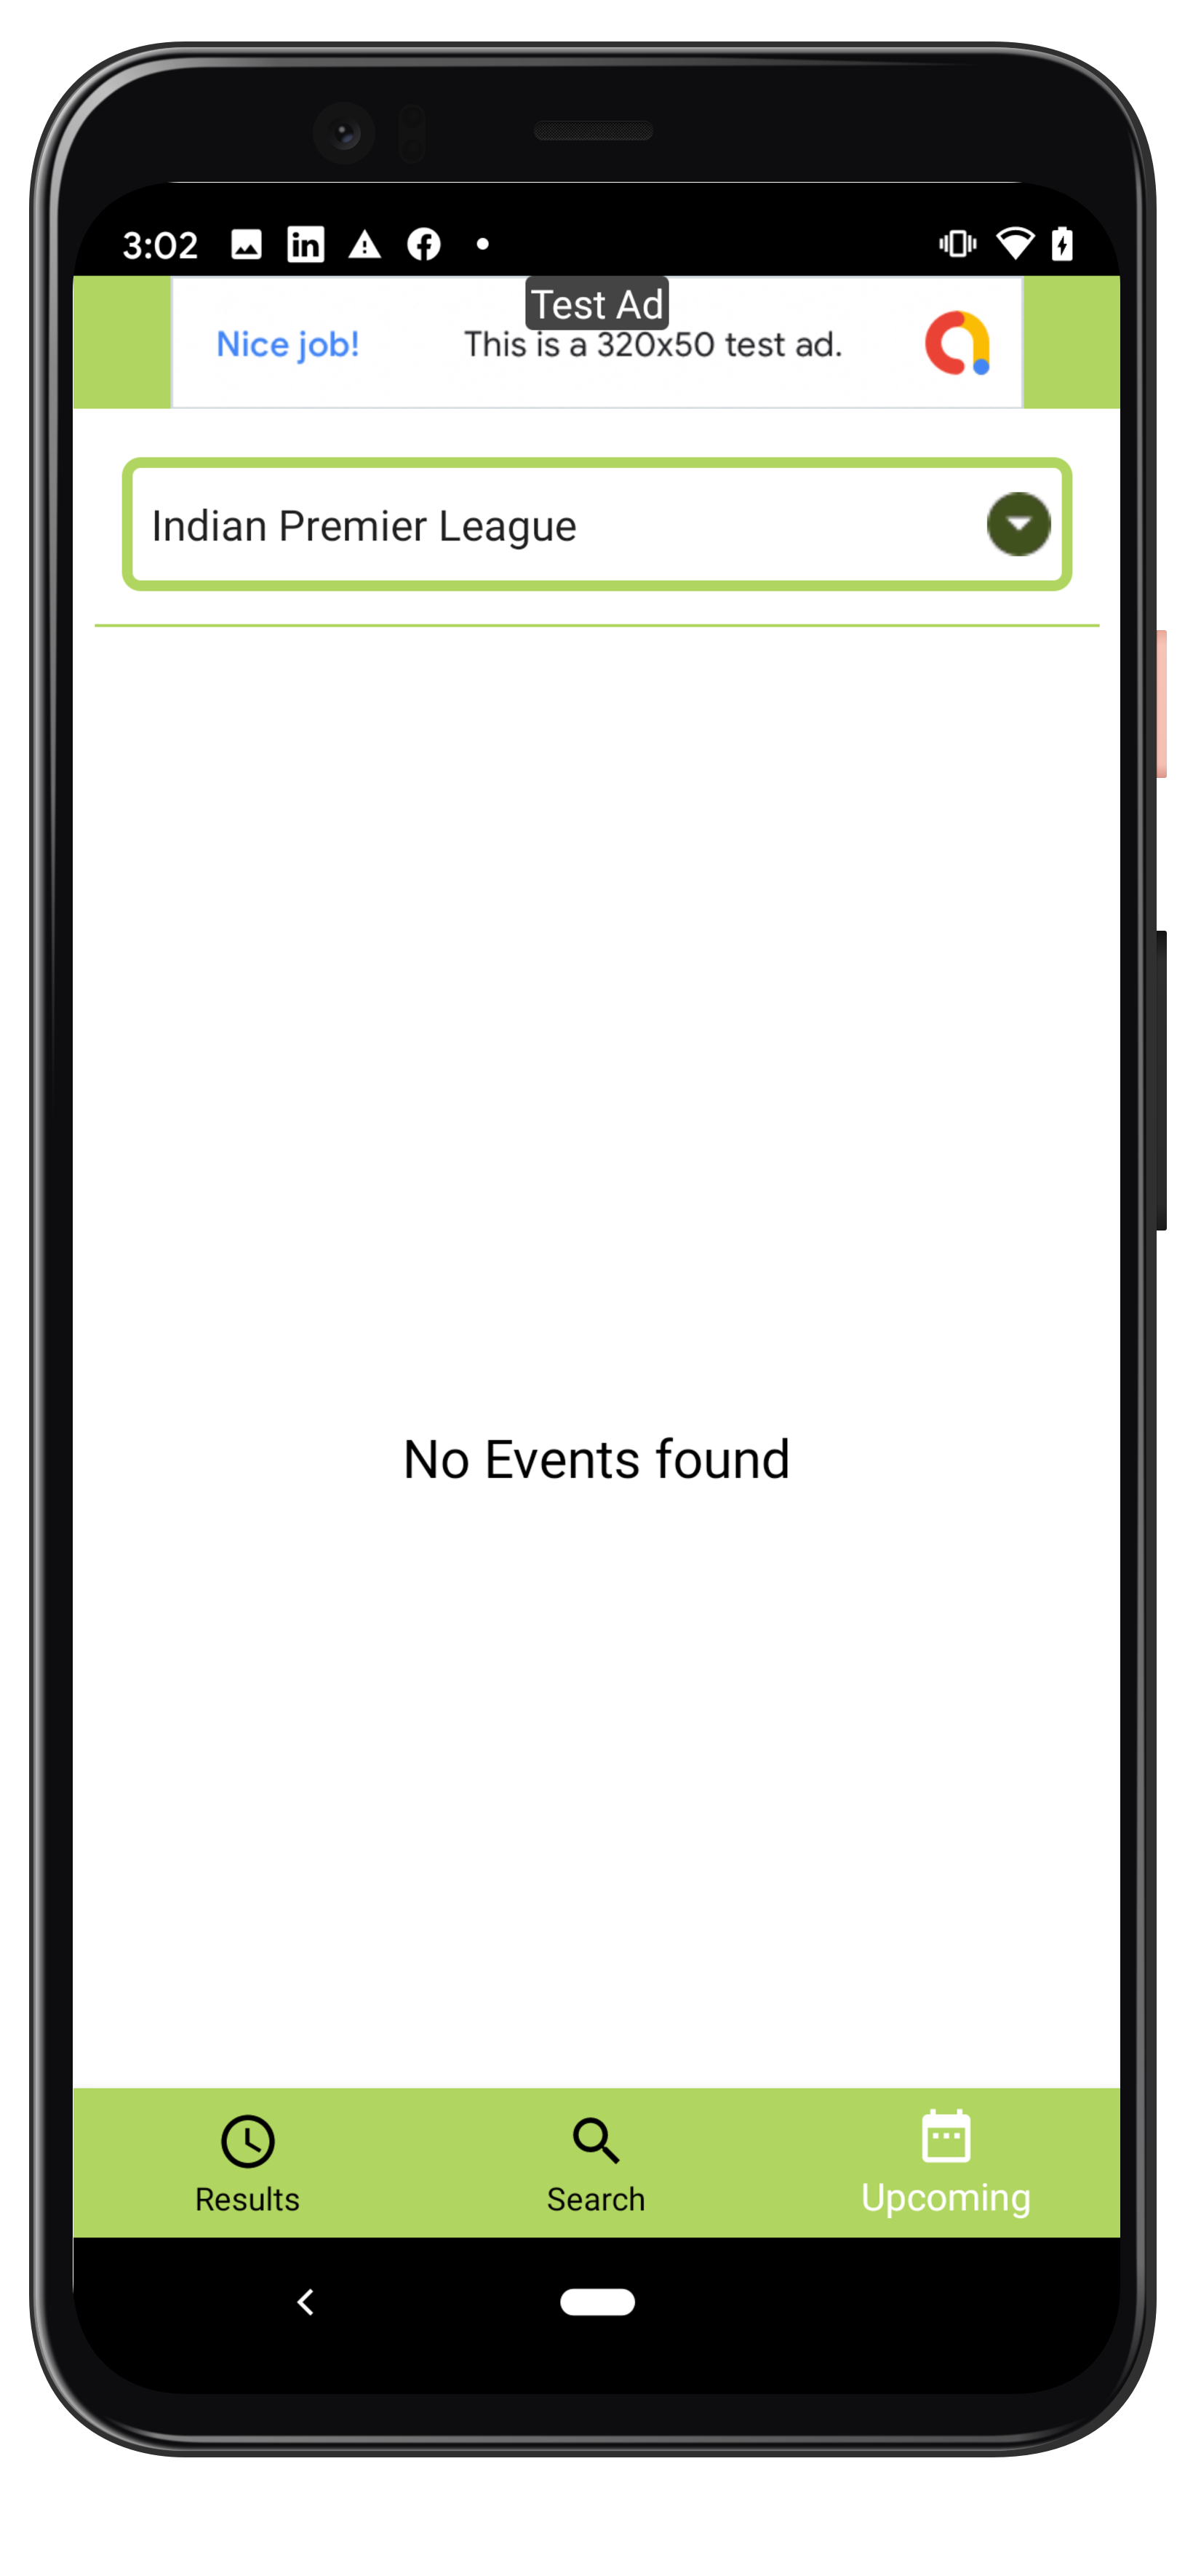 3:02
Test Ad
Nice job! This is a 320x50 test ad.
Indian Premier League
No Events found
Results Search Upcoming